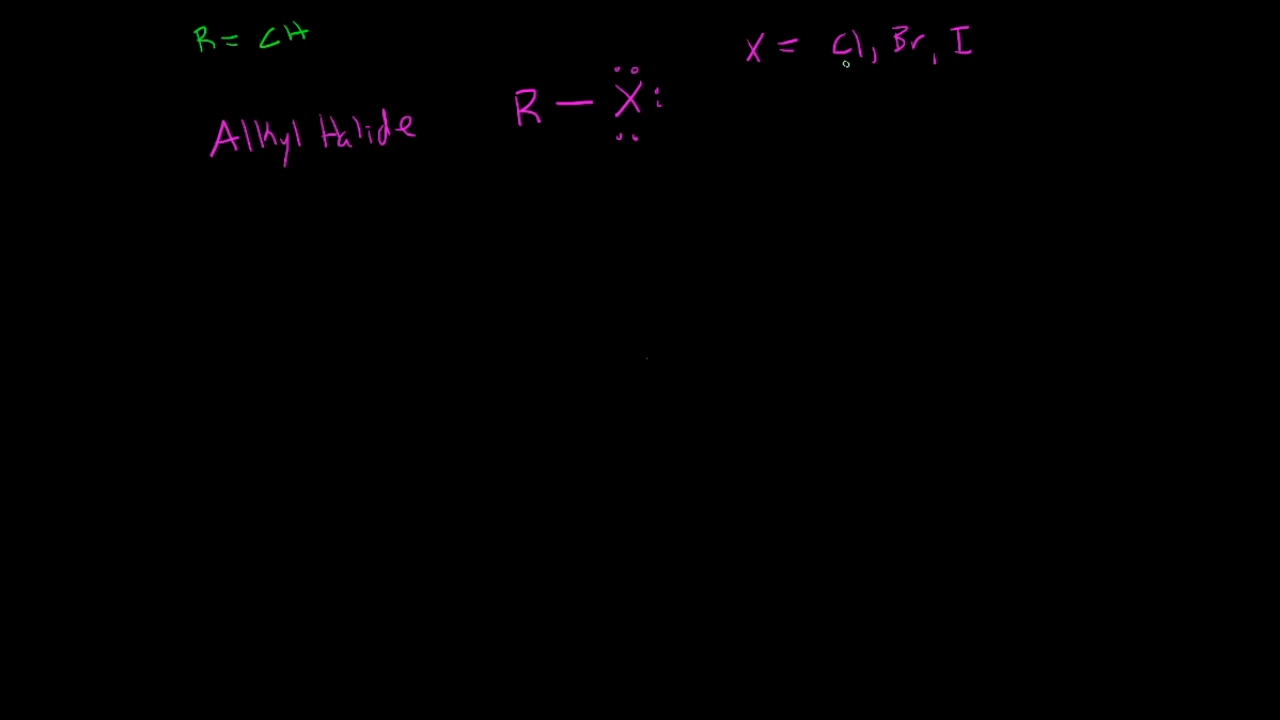 R = CH
X = Cl, Br, I
R — X
Alkyl Halide